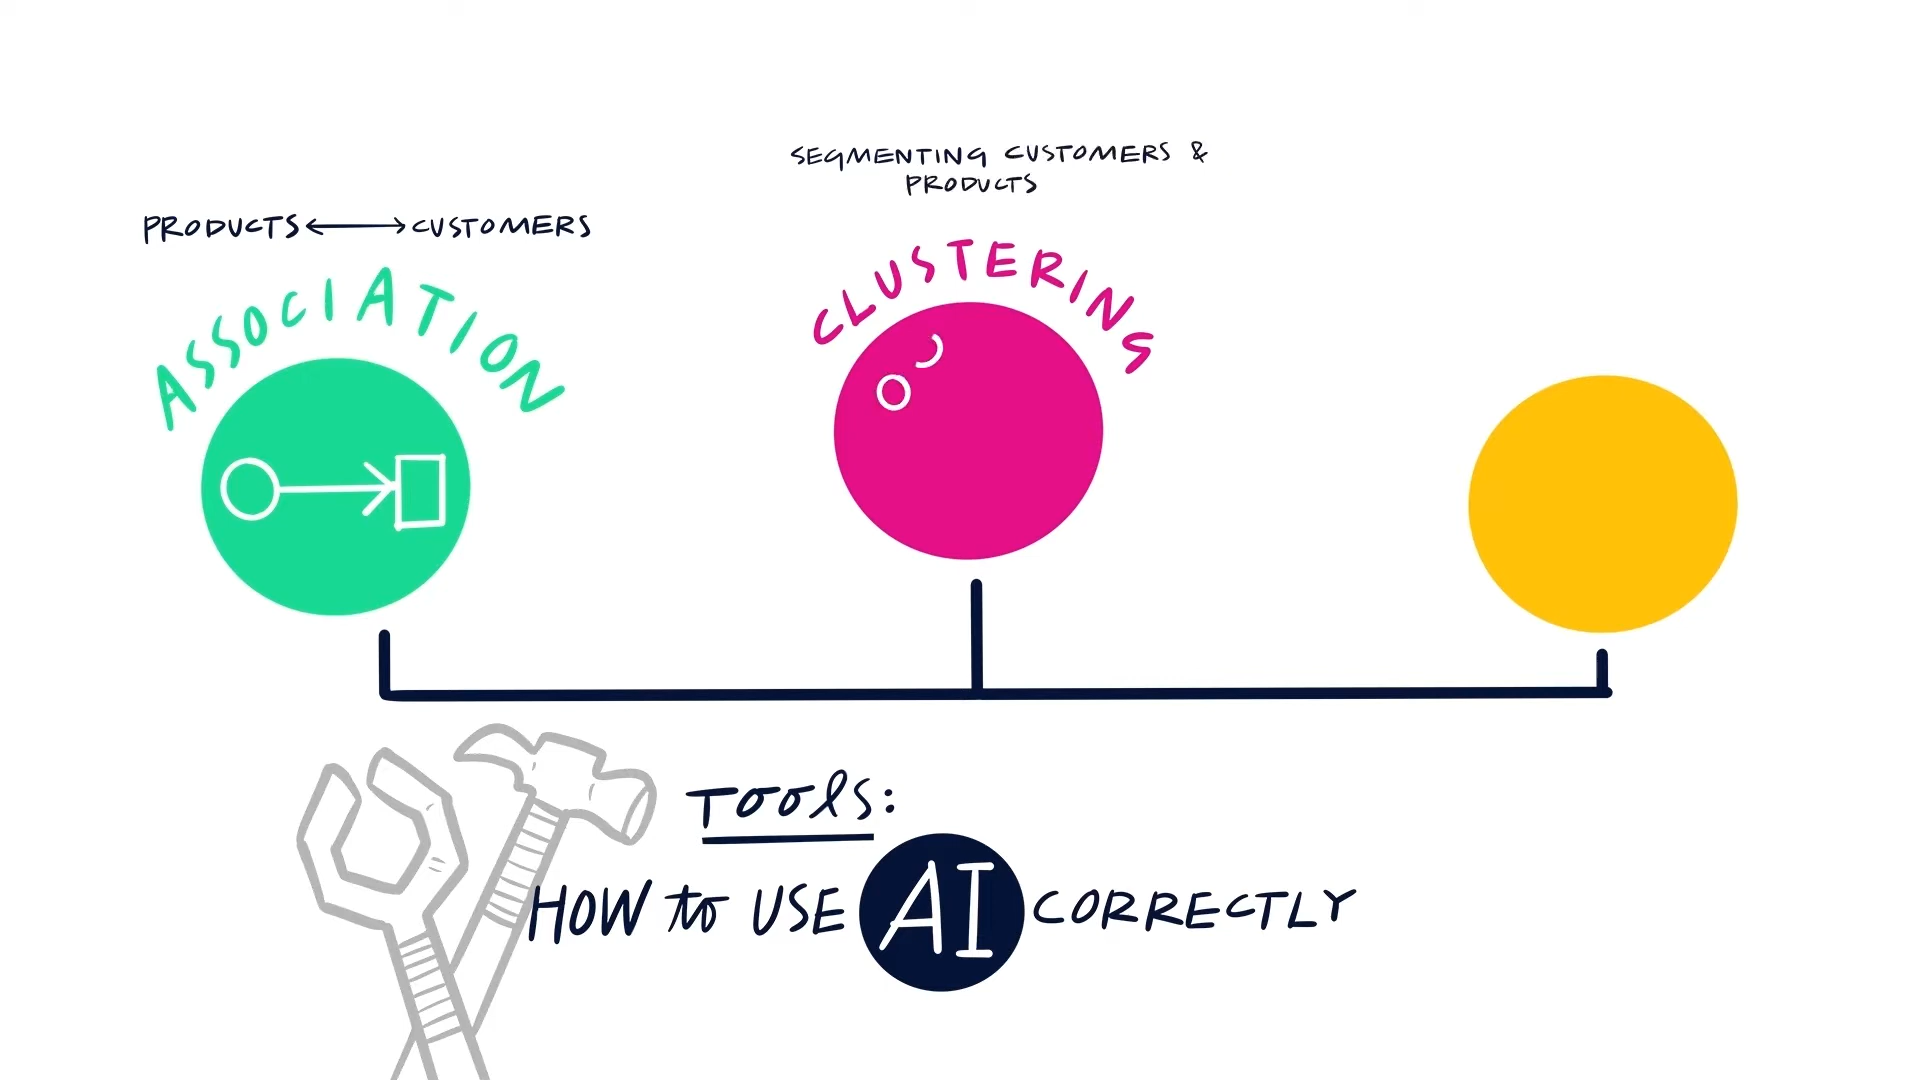 SEGMENTING CUSTOMERS &
PRODUCTS
PRODUCTS ⟷ CUSTOMERS
ASSOCIATION
CLUSTERING
TOOLS:
HOW to USE AI CORRECTLY